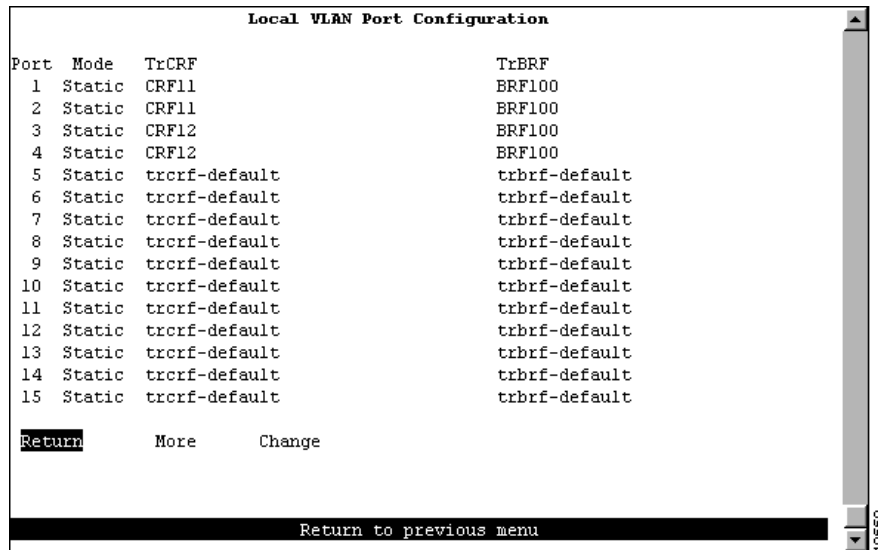 Local VLAN Port Configuration
Port Mode TrCRF TrBRF
1 Static CRF11 BRF100
2 Static CRF11 BRF100
3 Static CRF12 BRF100
4 Static CRF12 BRF100
5 Static trcrf-default trbrf-default
6 Static trcrf-default trbrf-default
7 Static trcrf-default trbrf-default
8 Static trcrf-default trbrf-default
9 Static trcrf-default trbrf-default
10 Static trcrf-default trbrf-default
11 Static trcrf-default trbrf-default
12 Static trcrf-default trbrf-default
13 Static trcrf-default trbrf-default
14 Static trcrf-default trbrf-default
15 Static trcrf-default trbrf-default
Return More Change
Return to previous menu